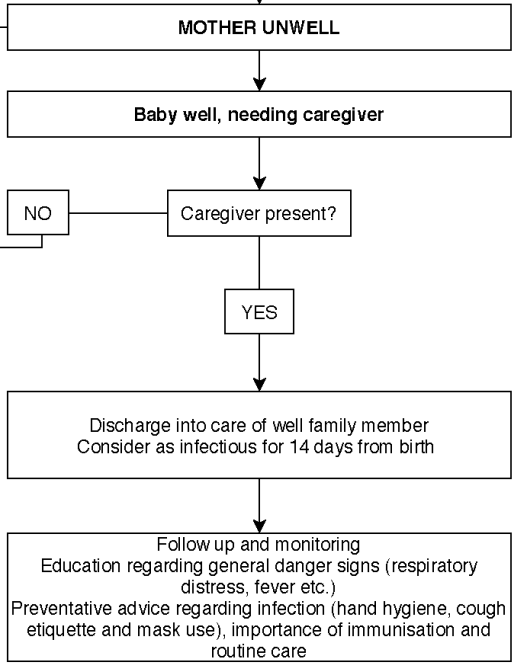 MOTHER UNWELL
Baby well, needing caregiver
NO
Caregiver present?
YES
Discharge into care of well family member
Consider as infectious for 14 days from birth
Follow up and monitoring
Education regarding general danger signs (respiratory
distress, fever etc.)
Preventative advice regarding infection (hand hygiene, cough
etiquette and mask use), importance of immunisation and
routine care